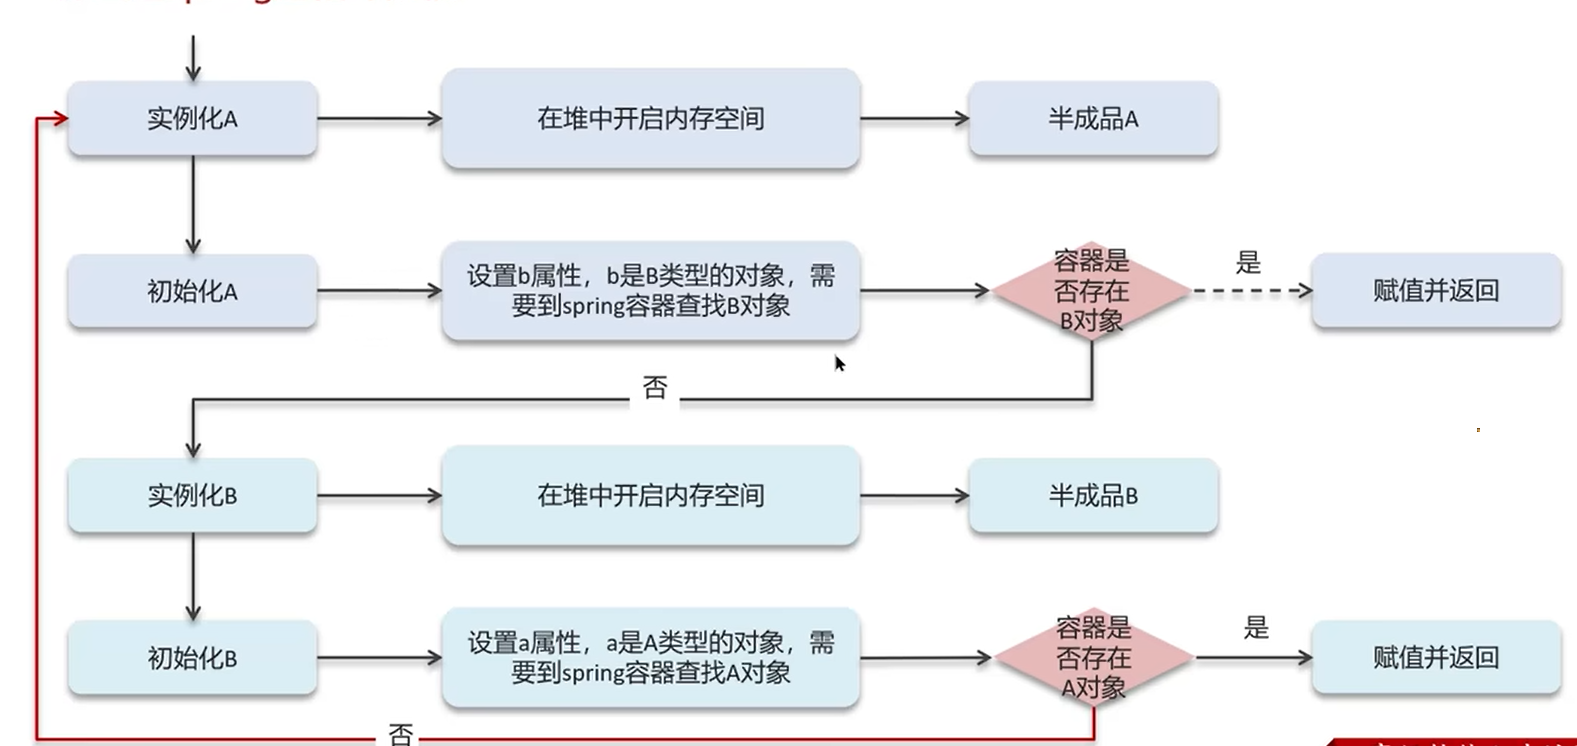 实例化A
在堆中开启内存空间
半成品A
初始化A
设置b属性，b是B类型的对象，需
要到spring容器查找B对象
容器是
否存在
B对象
是
赋值并返回
否
实例化B
在堆中开启内存空间
半成品B
初始化B
设置a属性，a是A类型的对象，需
要到spring容器查找A对象
容器是
否存在
A对象
是
赋值并返回
否